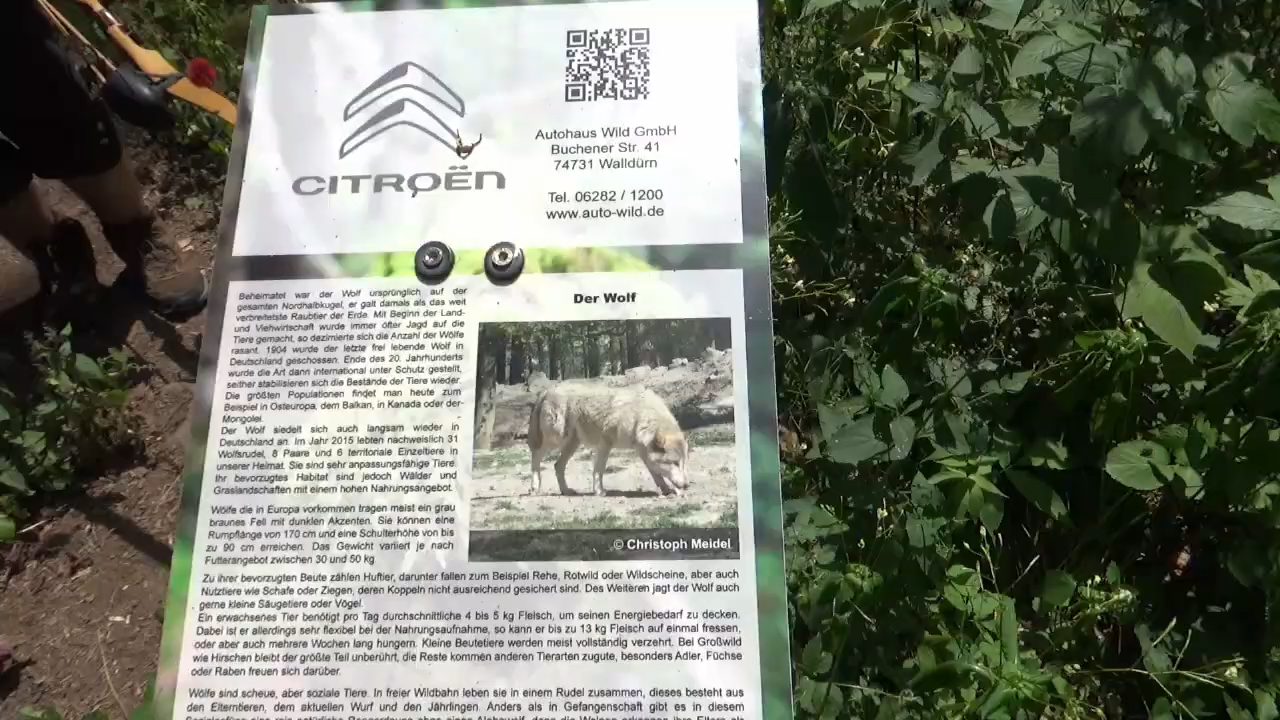 CITROËN
Autohaus Wild GmbH
Buchener Str. 41
74731 Walldürn
Tel. 06282 / 1200
www.auto-wild.de
Der Wolf
Beheimatet war der Wolf ursprünglich auf der
gesamten Nordhalbkugel, er galt damals als das weit
verbreitetste Raubtier der Erde. Mit Beginn der Land-
und Viehwirtschaft wurde immer öfter Jagd auf die
Tiere gemacht, so dezimierte sich die Anzahl der Wölfe
rasant. 1904 wurde der letzte frei lebende Wolf in
Deutschland geschossen. Ende des 20. Jahrhunderts
wurde die Art dann international unter Schutz gestellt,
seither stabilisieren sich die Bestände der Tiere wieder.
Die größten Populationen findet man heute zum
Beispiel in Osteuropa, dem Balkan, in Kanada oder der
Mongolei.
Der Wolf siedelt sich auch langsam wieder in
Deutschland an. Im Jahr 2015 lebten nachweislich 31
Wolfsrudel, 8 Paare und 6 territoriale Einzeltiere in
unserer Heimat. Sie sind sehr anpassungsfähige Tiere.
Ihr bevorzugtes Habitat sind jedoch Wälder und
Graslandschaften mit einem hohen Nahrungsangebot.
Wölfe die in Europa vorkommen tragen meist ein grau
braunes Fell mit dunklen Akzenten. Sie können eine
Rumpflänge von 170 cm und eine Schulterhöhe von bis
zu 90 cm erreichen. Das Gewicht variiert je nach
Futterangebot zwischen 30 und 50 kg.
© Christoph Meidel
Zu ihrer bevorzugten Beute zählen Huftier, darunter fallen zum Beispiel Rehe, Rotwild oder Wildscheine, aber auch
Nutztiere wie Schafe oder Ziegen, deren Koppeln nicht ausreichend gesichert sind. Des Weiteren jagt der Wolf auch
gerne kleine Säugetiere oder Vögel.
Ein erwachsenes Tier benötigt pro Tag durchschnittliche 4 bis 5 kg Fleisch, um seinen Energiebedarf zu decken.
Dabei ist er allerdings sehr flexibel bei der Nahrungsaufnahme, so kann er bis zu 13 kg Fleisch auf einmal fressen,
oder aber auch mehrere Wochen lang hungern. Kleine Beutetiere werden meist vollständig verzehrt. Bei Großwild
wie Hirschen bleibt der größte Teil unberührt, die Reste kommen anderen Tierarten zugute, besonders Adler, Füchse
oder Raben freuen sich darüber.
Wölfe sind scheue, aber soziale Tiere. In freier Wildbahn leben sie in einem Rudel zusammen, dieses besteht aus
den Elterntieren, dem aktuellen Wurf und den Jährlingen. Anders als in Gefangenschaft gibt es in diesem